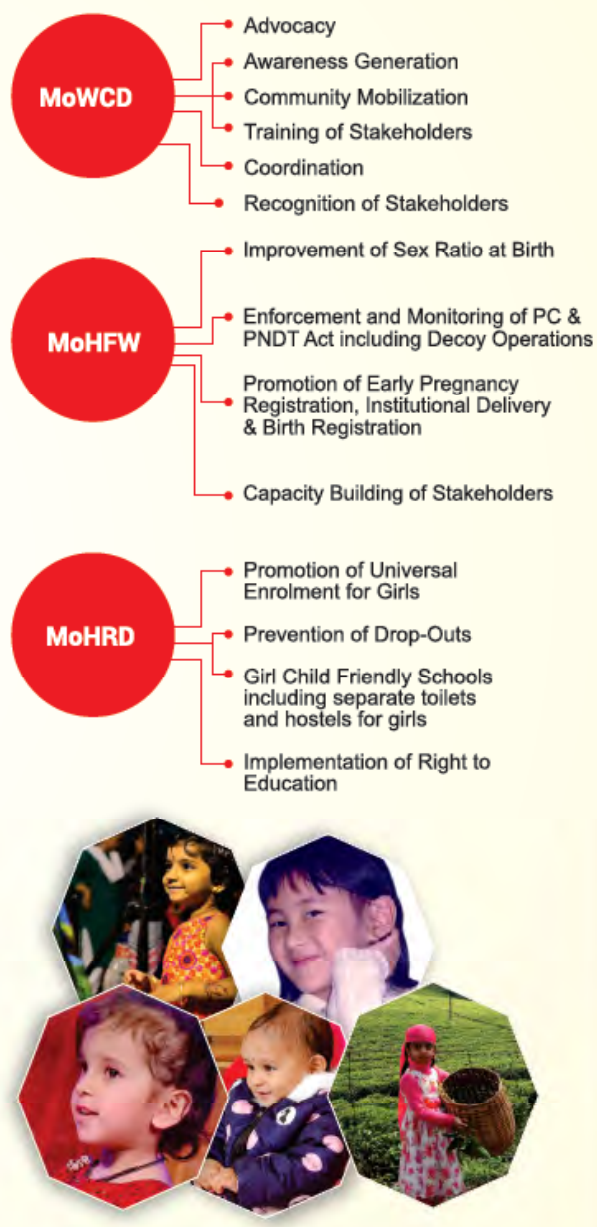 MoWCD
Advocacy
Awareness Generation
Community Mobilization
Training of Stakeholders
Coordination
Recognition of Stakeholders
MoHFW
Improvement of Sex Ratio at Birth
Enforcement and Monitoring of PC &
PNDT Act including Decoy Operations
Promotion of Early Pregnancy
Registration, Institutional Delivery
& Birth Registration
Capacity Building of Stakeholders
MoHRD
Promotion of Universal
Enrolment for Girls
Prevention of Drop-Outs
Girl Child Friendly Schools
including separate toilets
and hostels for girls
Implementation of Right to
Education